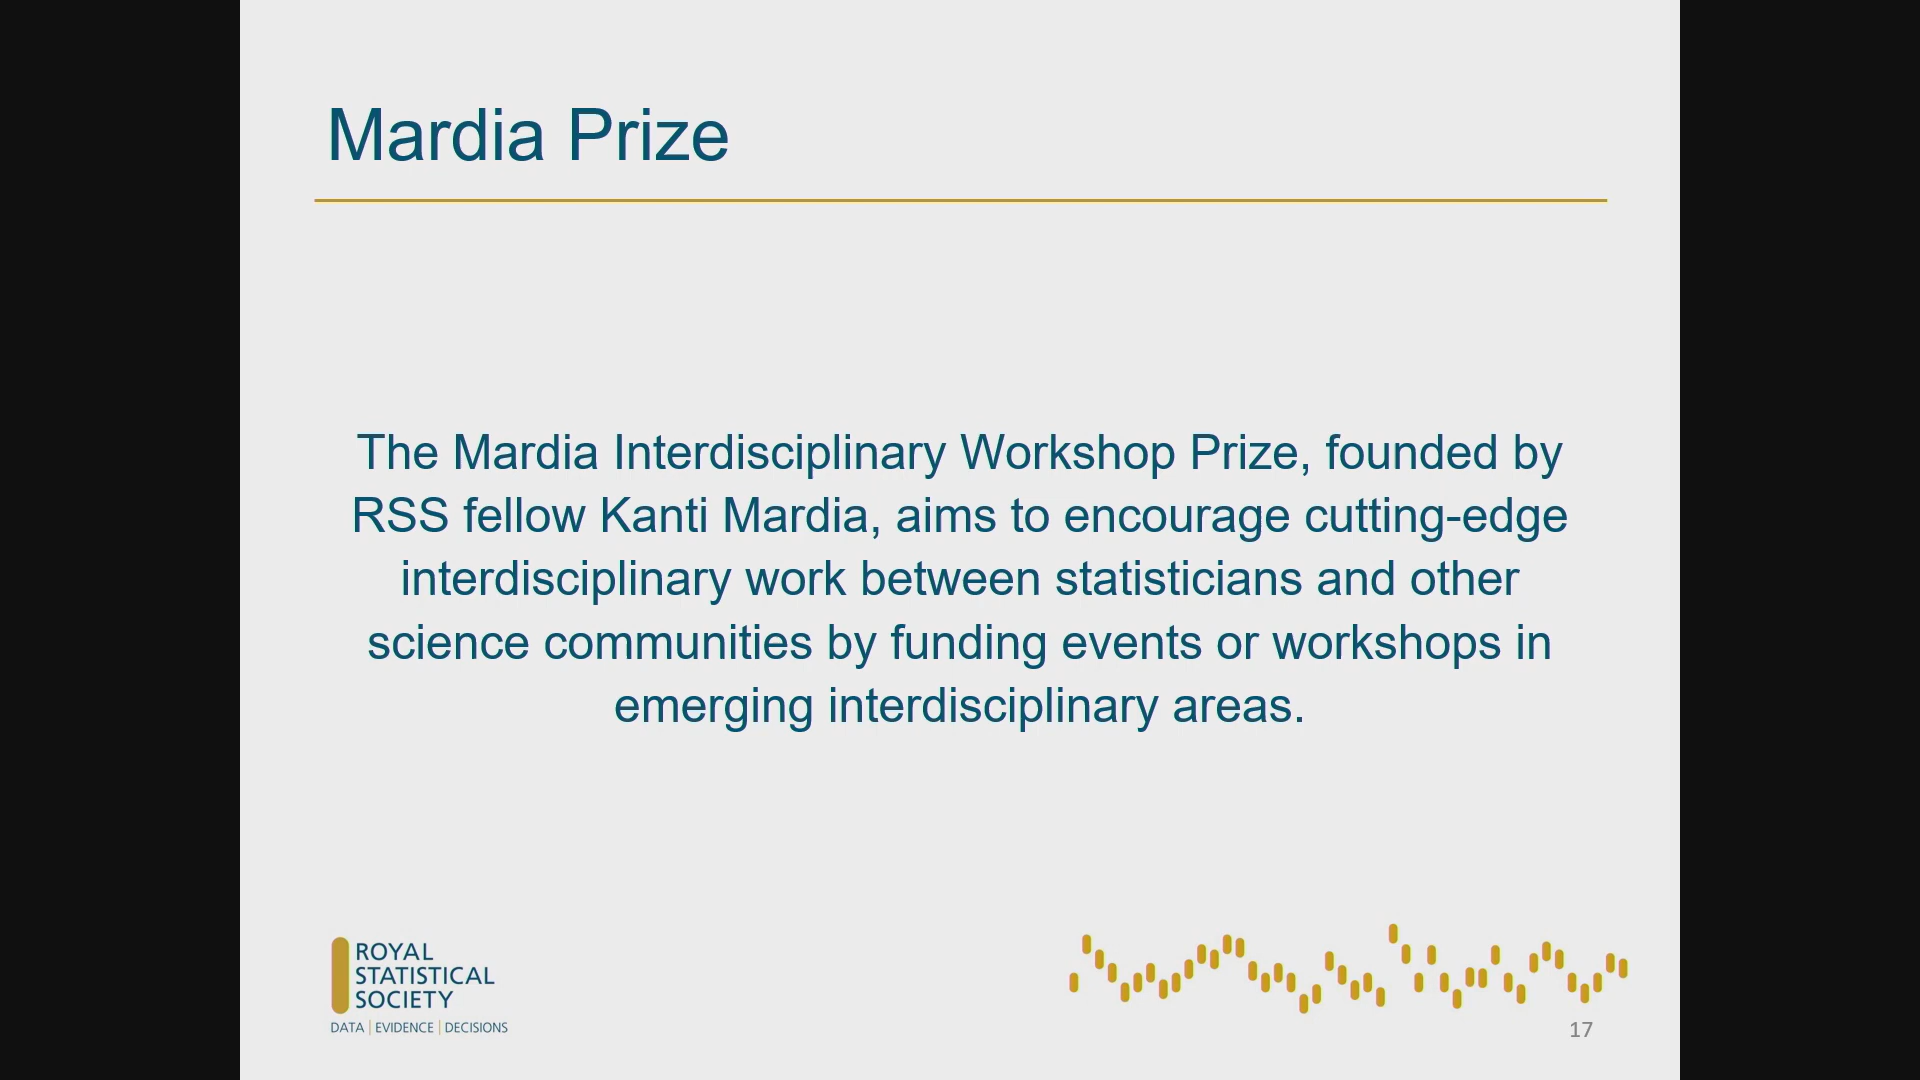 Mardia Prize
The Mardia Interdisciplinary Workshop Prize, founded by
RSS fellow Kanti Mardia, aims to encourage cutting-edge
interdisciplinary work between statisticians and other
science communities by funding events or workshops in
emerging interdisciplinary areas.
ROYAL
STATISTICAL
SOCIETY
DATA | EVIDENCE | DECISIONS
17